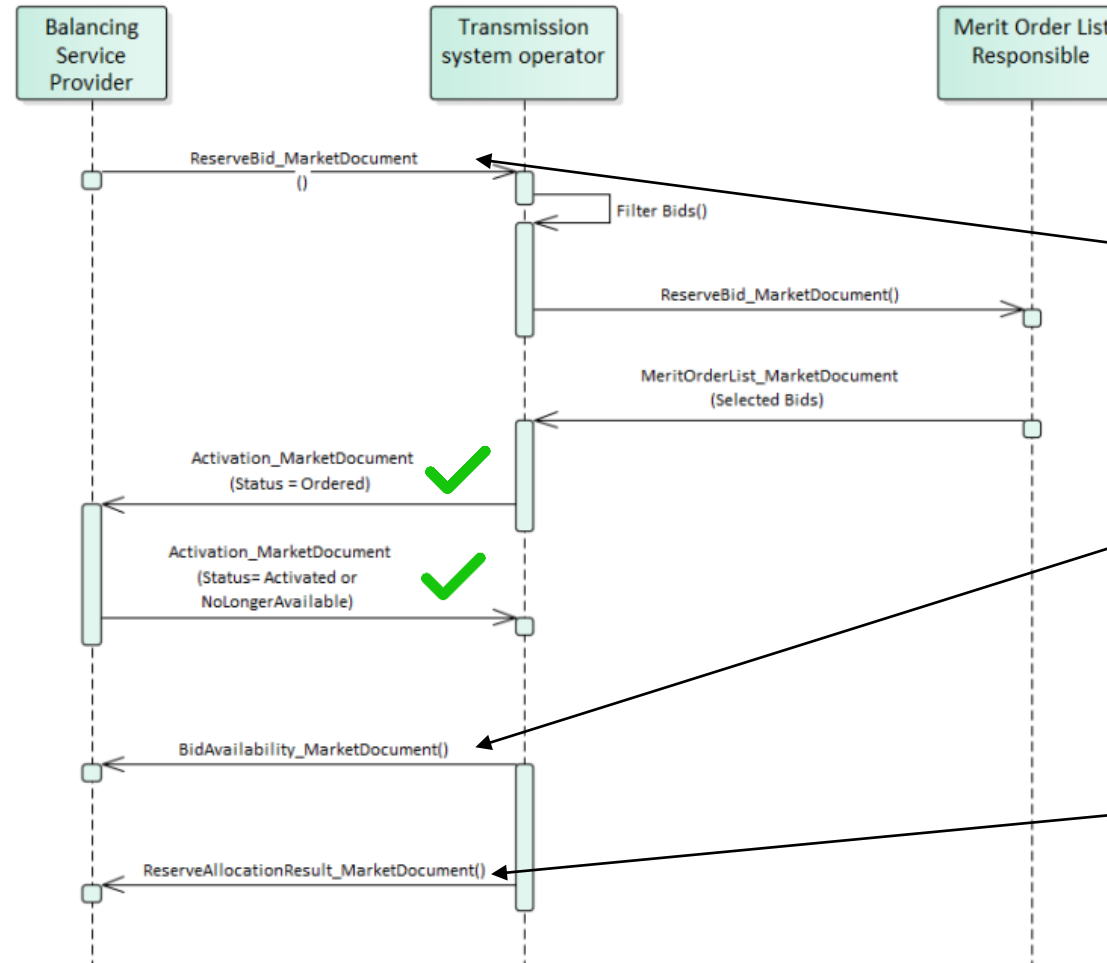 Balancing
Service
Provider
Transmission
system operator
Merit Order List
Responsible
ReserveBid_MarketDocument
()
Filter Bids()
ReserveBid_MarketDocument()
MeritOrderList_MarketDocument
(Selected Bids)
Activation_MarketDocument
(Status = Ordered)
Activation_MarketDocument
(Status= Activated or
NoLongerAvailable)
BidAvailability_MarketDocument()
ReserveAllocationResult_MarketDocument()